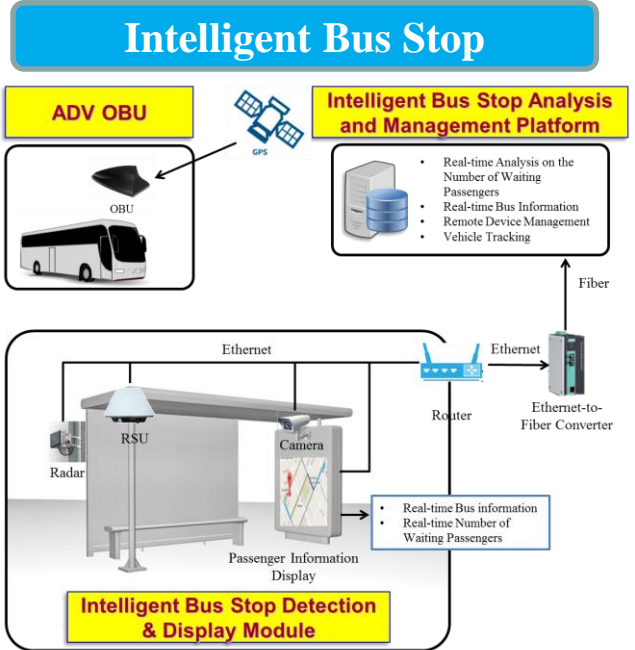 Intelligent Bus Stop
ADV OBU
GPS
Intelligent Bus Stop Analysis
and Management Platform
OBU
• Real-time Analysis on the
Number of Waiting
Passengers
• Real-time Bus Information
• Remote Device Management
• Vehicle Tracking
Fiber
Ethernet
Ethernet
Router
Ethernet-to-
Fiber Converter
RSU
Camera
Radar
• Real-time Bus information
• Real-time Number of
Waiting Passengers
Passenger Information
Display
Intelligent Bus Stop Detection
& Display Module